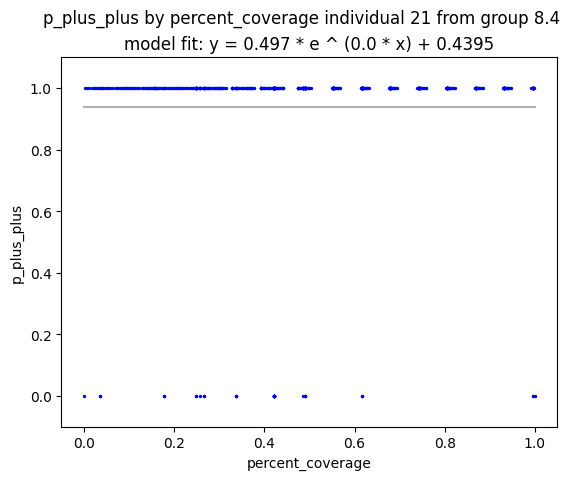 p_plus_plus by percent_coverage individual 21 from group 8.4
model fit: y = 0.497 * e ^ (0.0 * x) + 0.4395
1.0
0.8
0.6
0.4
0.2
0.0
p_plus_plus
0.0 0.2 0.4 0.6 0.8 1.0
percent_coverage